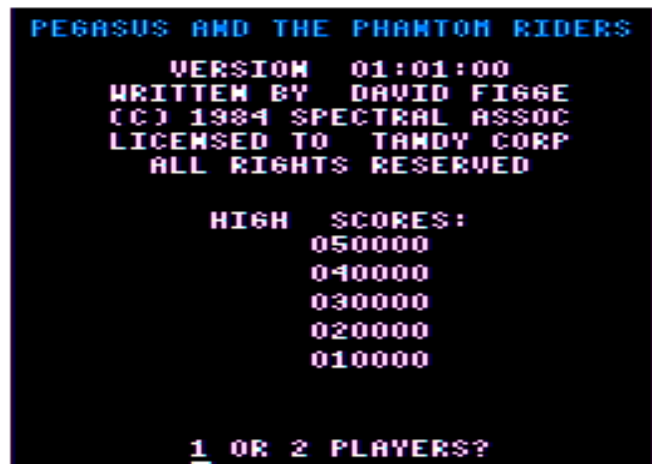 PEGASUS AND THE PHANTOM RIDERS
VERSION 01:01:00
WRITTEN BY DAVID FIGGE
(C) 1984 SPECTRAL ASSOC
LICENSED TO TANDY CORP
ALL RIGHTS RESERVED
HIGH SCORES:
050000
040000
030000
020000
010000
1 OR 2 PLAYERS?